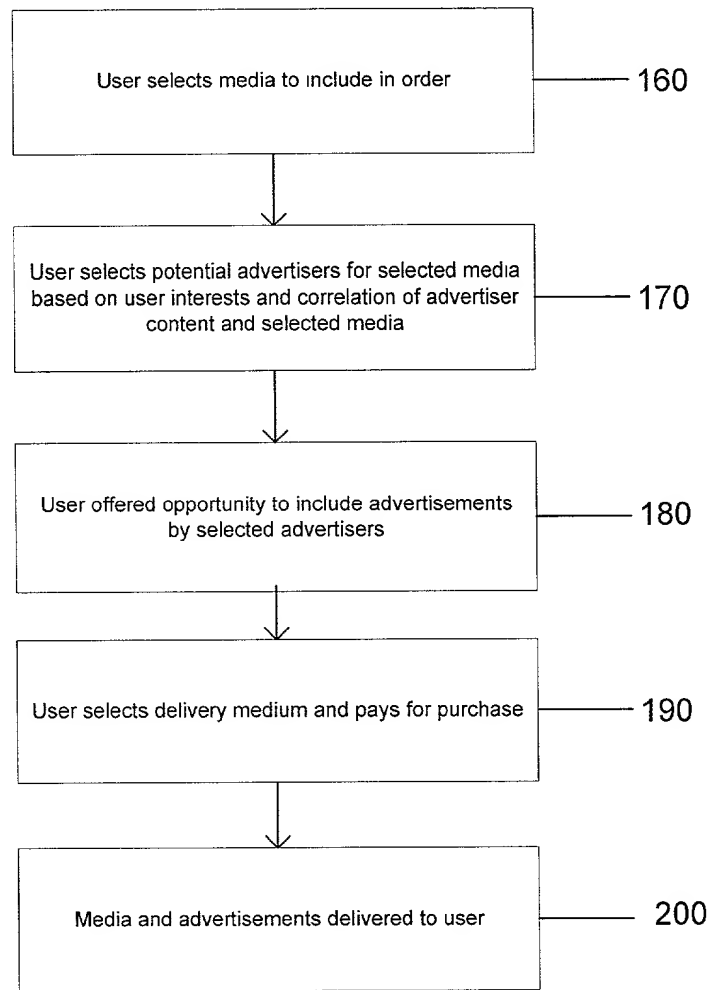 User selects media to include in order
160
User selects potential advertisers for selected media
based on user interests and correlation of advertiser
content and selected media
170
User offered opportunity to include advertisements
by selected advertisers
180
User selects delivery medium and pays for purchase
190
Media and advertisements delivered to user
200